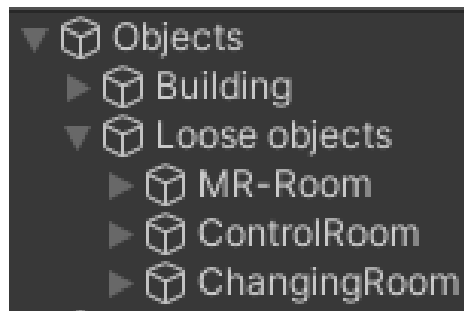 Objects
Building
Loose objects
MR-Room
ControlRoom
ChangingRoom